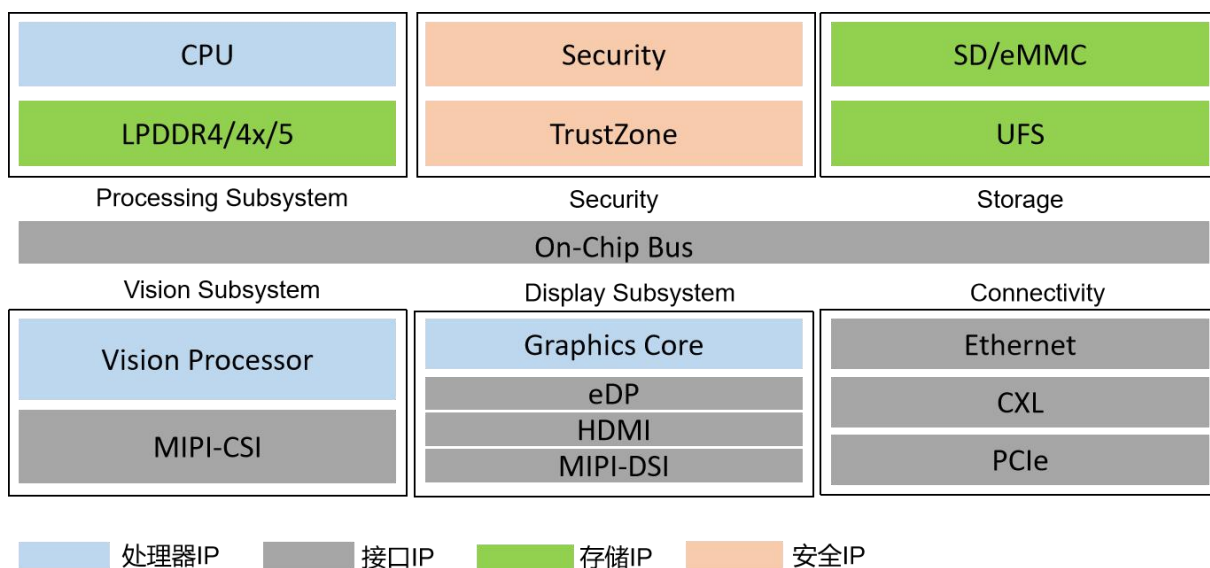 CPU
LPDDR4/4x/5
Processing Subsystem
Security
TrustZone
Security
SD/eMMC
UFS
Storage
On-Chip Bus
Vision Subsystem
Vision Processor
MIPI-CSI
Display Subsystem
Graphics Core
eDP
HDMI
MIPI-DSI
Connectivity
Ethernet
CXL
PCIe
处理器IP
接口IP
存储IP
安全IP